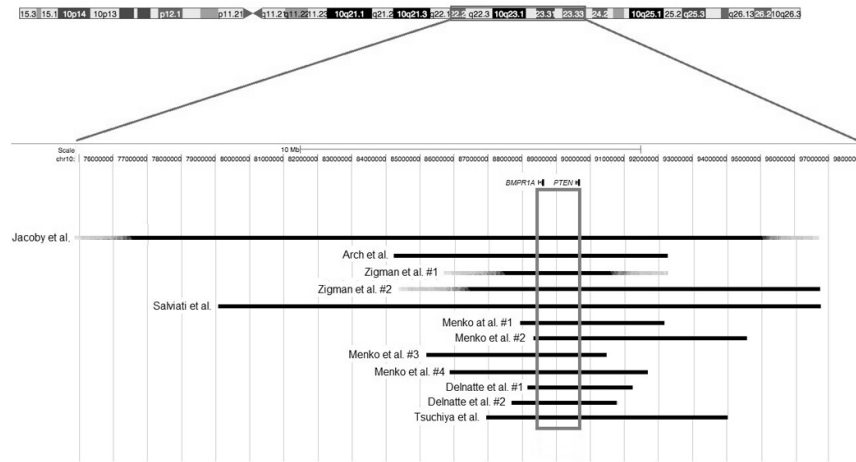 15.3 15.1 10p14 10p13 p12.1 p11.21 q11.21 q11.22 11.23 10q21.1 q21.2 10q21.3 q22.1 22.2 q22.3 10q23.1 23.31 23.33 24.2 10q25.1 25.2 q25.3 q26.13 26.2 10q26.3
Scale 10 Mb
chr10: 76000000 77000000 78000000 79000000 80000000 81000000 82000000 83000000 84000000 85000000 86000000 87000000 88000000 89000000 90000000 91000000 92000000 93000000 94000000 95000000 96000000 97000000 980000
BMPR1A PTEN
Jacoby et al.
Arch et al.
Zigman et al. #1
Zigman et al. #2
Salviati et al.
Menko at al. #1
Menko et al. #2
Menko et al. #3
Menko et al. #4
Delnatte et al. #1
Delnatte et al. #2
Tsuchiya et al.